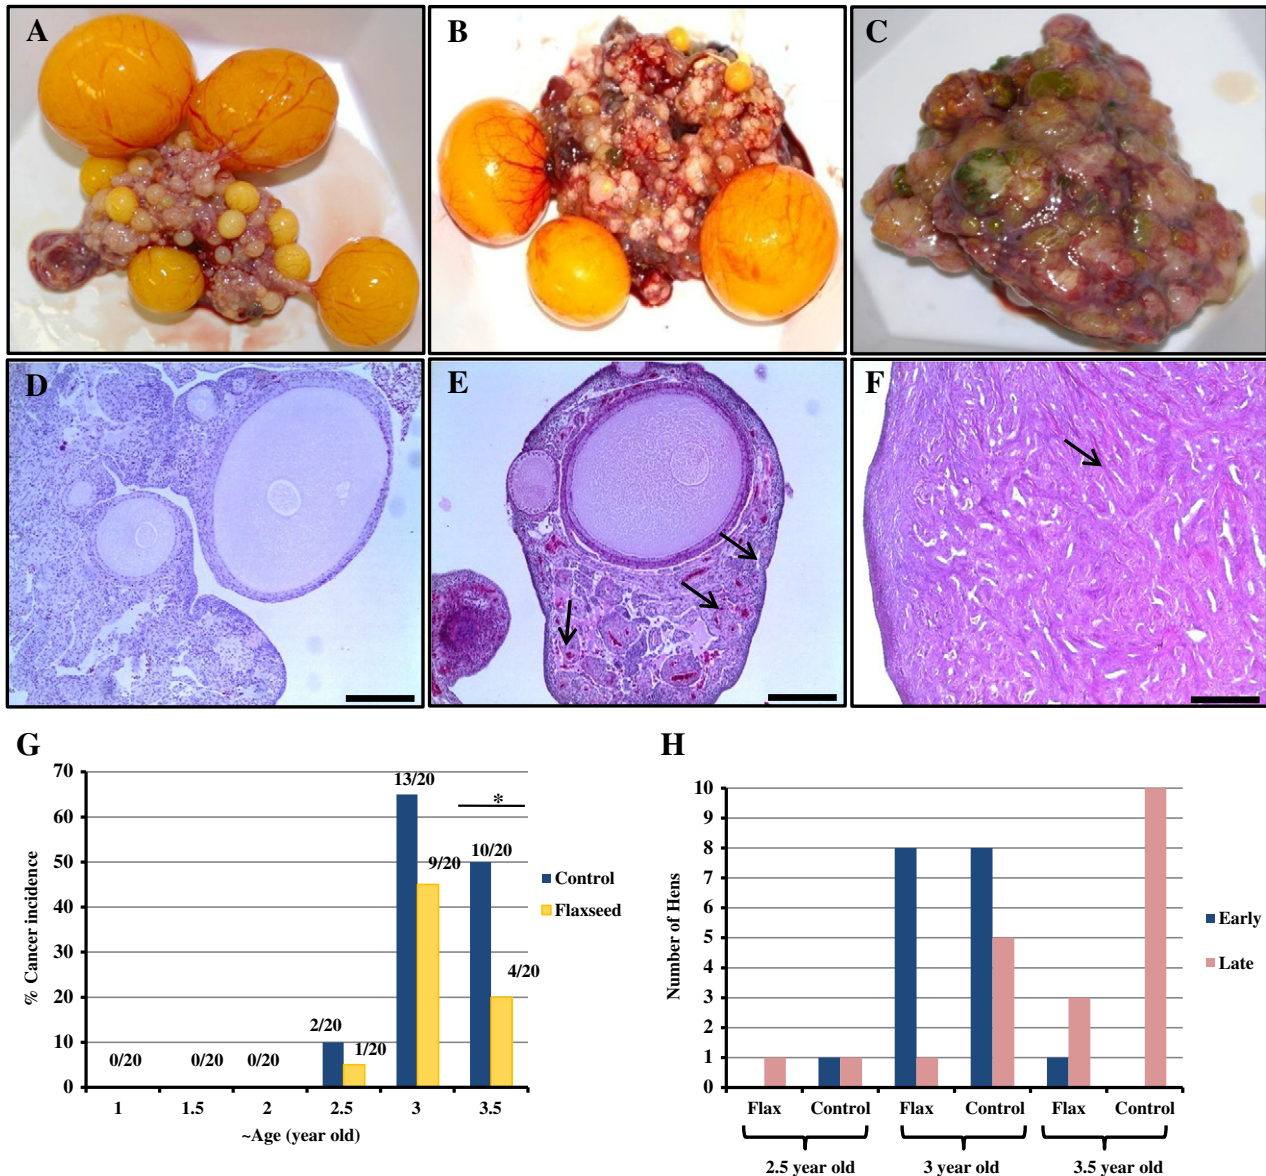 A
B
C
D
E
F
G
H
70
60
50
40
30
20
10
0
% Cancer incidence
0/20
0/20
0/20
2/20
1/20
13/20
9/20
*
10/20
4/20
1
1.5
2
2.5
3
3.5
~Age (year old)
Control
Flaxseed
10
9
8
7
6
5
4
3
2
1
0
Number of Hens
Flax
Control
Flax
Control
Flax
Control
2.5 year old
3 year old
3.5 year old
Early
Late